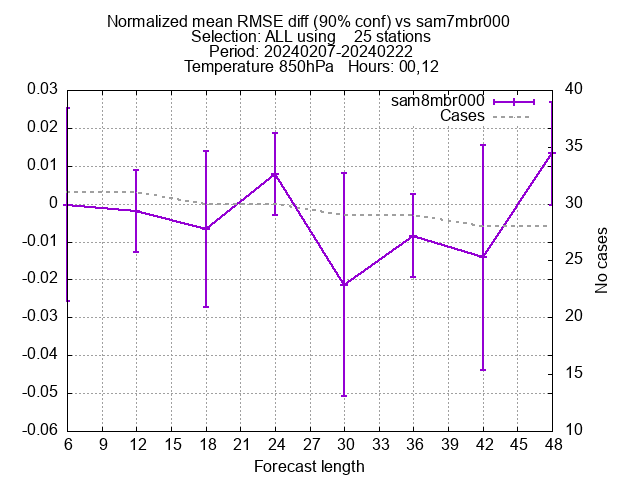 Normalized mean RMSE diff (90% conf) vs sam7mbr000
Selection: ALL using    25 stations
Period: 20240207-20240222
Temperature 850hPa   Hours: 00,12
sam8mbr000
Cases
0.03
0.02
0.01
0
-0.01
-0.02
-0.03
-0.04
-0.05
-0.06
40
35
30
25
20
15
10
No cases
6 9 12 15 18 21 24 27 30 33 36 39 42 45 48
Forecast length